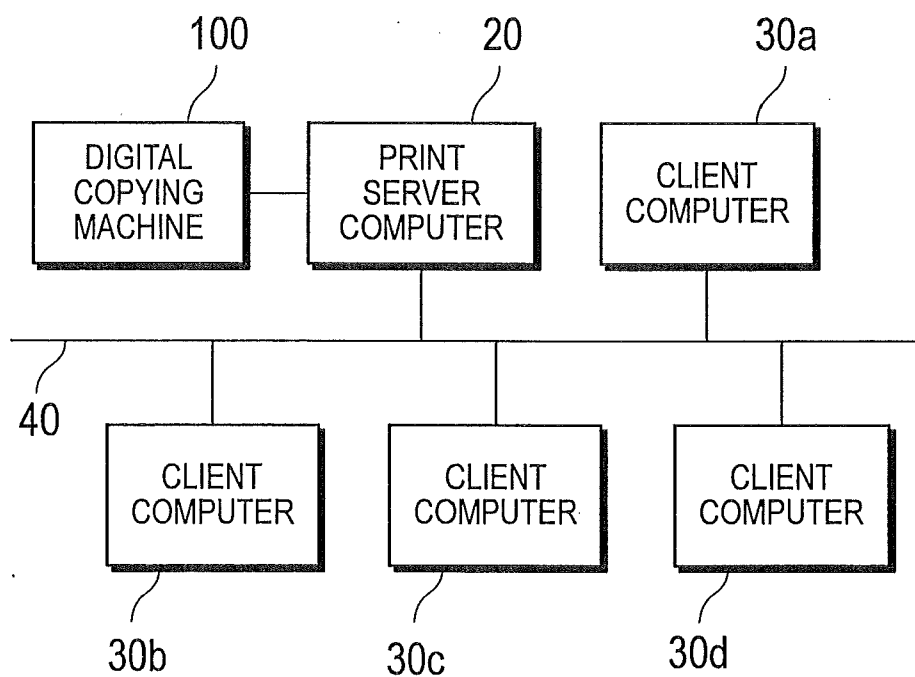 100
20
30a
DIGITAL
COPYING
MACHINE
PRINT
SERVER
COMPUTER
CLIENT
COMPUTER
40
CLIENT
COMPUTER
CLIENT
COMPUTER
CLIENT
COMPUTER
30b
30c
30d